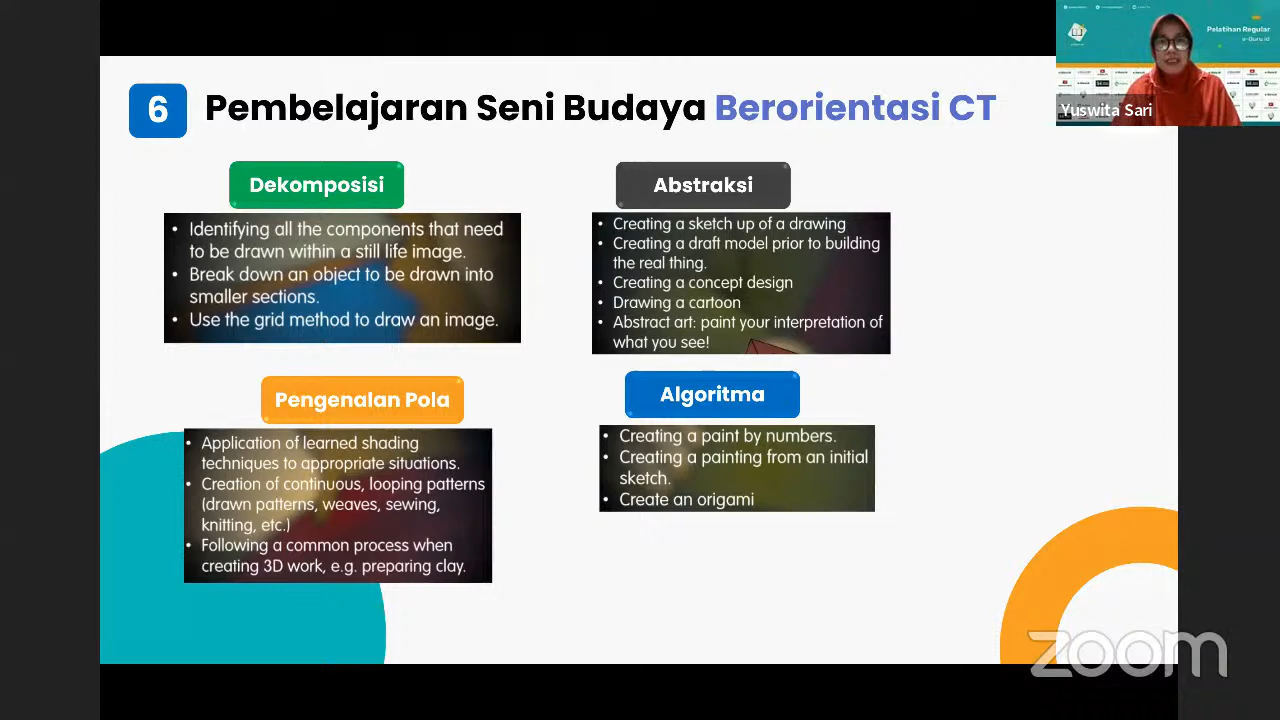 6
Pembelajaran Seni Budaya Berorientasi CT
Dekomposisi
• Identifying all the components that need
to be drawn within a still life image.
• Break down an object to be drawn into
smaller sections.
• Use the grid method to draw an image.
Abstraksi
• Creating a sketch up of a drawing
• Creating a draft model prior to building
the real thing.
• Creating a concept design
• Drawing a cartoon
• Abstract art: paint your interpretation of
what you see!
Pengenalan Pola
• Application of learned shading
techniques to appropriate situations.
• Creation of continuous, looping patterns
(drawn patterns, weaves, sewing,
knitting, etc.)
• Following a common process when
creating 3D work, e.g. preparing clay.
Algoritma
• Creating a paint by numbers.
• Creating a painting from an initial
sketch.
• Create an origami
Pelatihan Regular
e-Guru.id
Yuswita Sari
zoom